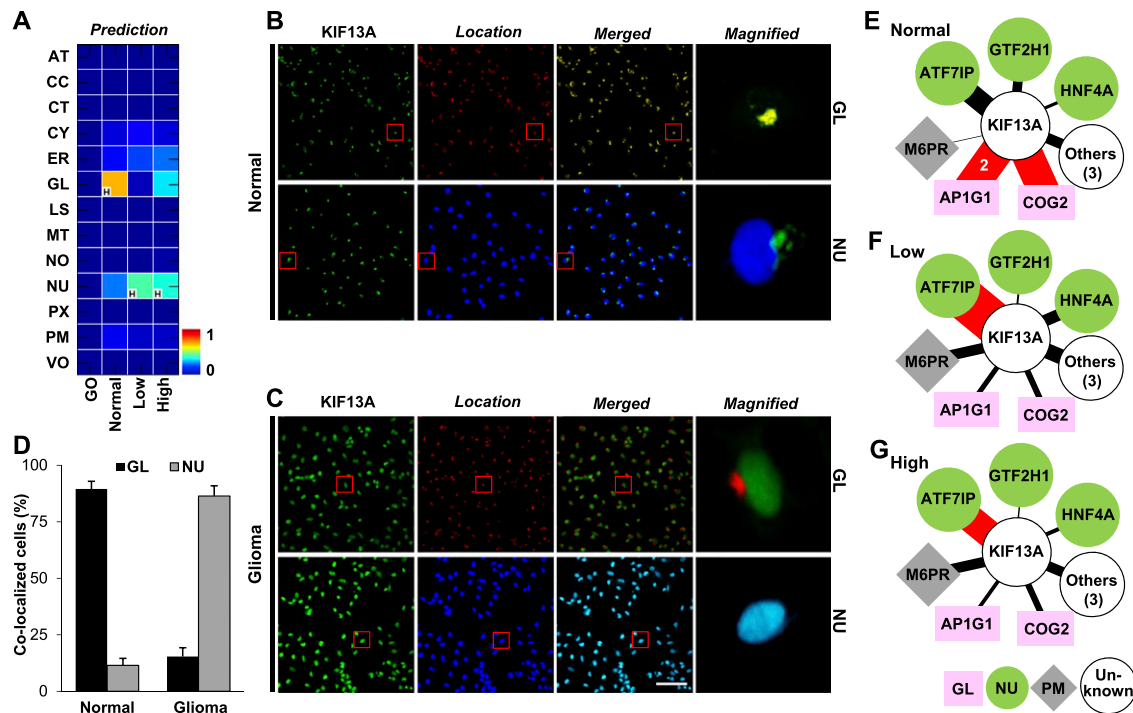 A
Prediction
AT
CC
CT
CY
ER
GL
LS
MT
NO
NU
PX
PM
VO
H
H
H
GO
Normal
Low
High
1
0
B
KIF13A
Location
Merged
Magnified
Normal
GL
NU
C
KIF13A
Location
Merged
Magnified
Glioma
GL
NU
D
Co-localized cells (%)
100
75
50
25
0
GL
NU
Normal
Glioma
E
Normal
ATF7IP
GTF2H1
HNF4A
KIF13A
M6PR
Others
(3)
2
AP1G1
COG2
F
Low
ATF7IP
GTF2H1
HNF4A
KIF13A
M6PR
Others
(3)
AP1G1
COG2
G
High
ATF7IP
GTF2H1
HNF4A
KIF13A
M6PR
Others
(3)
AP1G1
COG2
GL
NU
PM
Un-
known